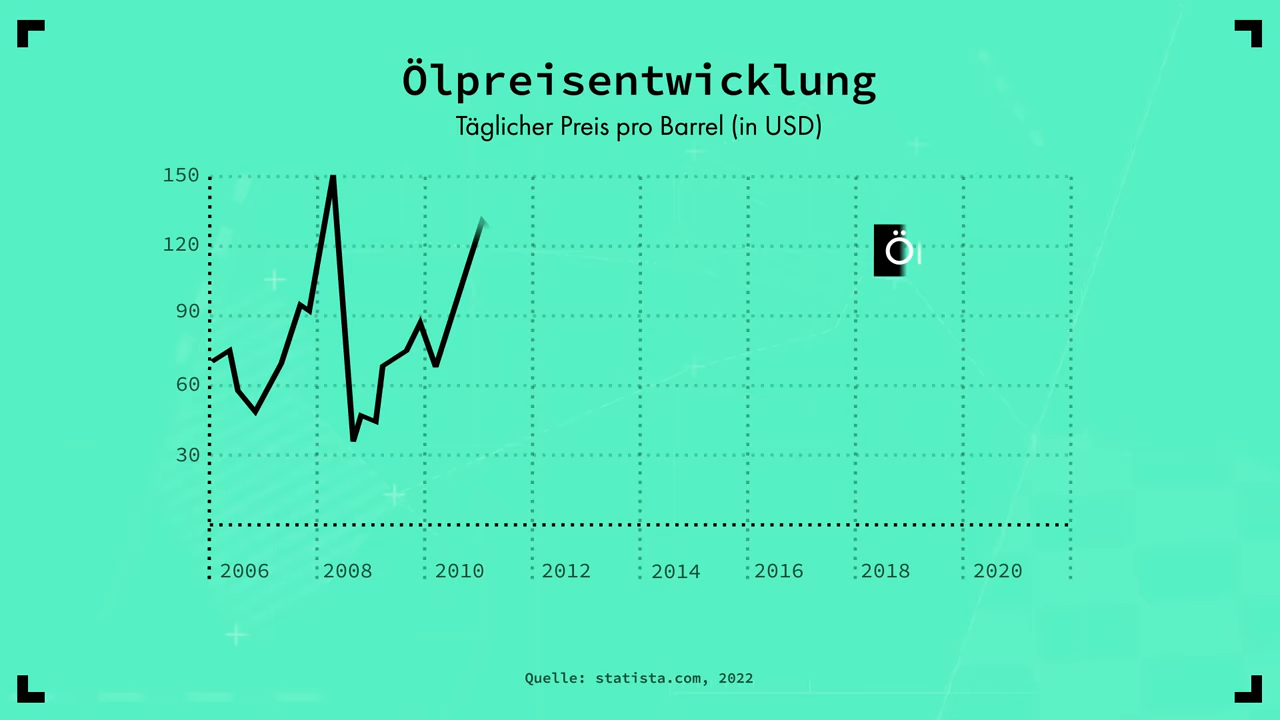 Ölpreisentwicklung
Täglicher Preis pro Barrel (in USD)
150
120
90
60
30
2006 2008 2010 2012 2014 2016 2018 2020
Quelle: statista.com, 2022